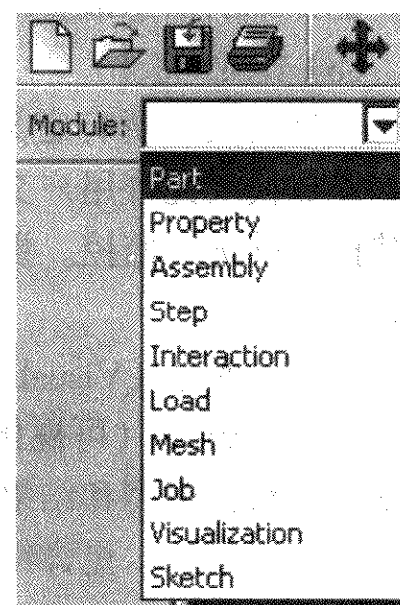 Module:
Part
Property
Assembly
Step
Interaction
Load
Mesh
Job
Visualization
Sketch